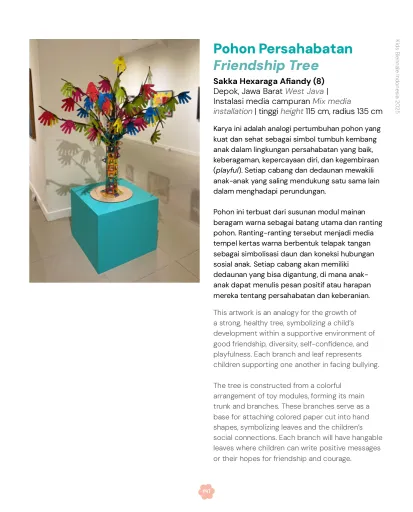 Pohon Persahabatan
Friendship Tree
Sakka Hexaraga Afiandy (8)
Depok, Jawa Barat West Java |
Instalasi media campuran Mix media
installation | tinggi height 115 cm, radius 135 cm
Karya ini adalah analogi pertumbuhan pohon yang
kuat dan sehat sebagai simbol tumbuh kembang
anak dalam lingkungan persahabatan yang baik,
keberagaman, kepercayaan diri, dan kegembiraan
(playful). Setiap cabang dan dedaunan mewakili
anak-anak yang saling mendukung satu sama lain
dalam menghadapi perundungan.
Pohon ini terbuat dari susunan modul mainan
beragam warna sebagai batang utama dan ranting
pohon. Ranting-ranting tersebut menjadi media
tempel kertas warna berbentuk telapak tangan
sebagai simbolisasi daun dan koneksi hubungan
sosial anak. Setiap cabang akan memiliki
dedaunan yang bisa digantung, di mana anak-
anak dapat menulis pesan positif atau harapan
mereka tentang persahabatan dan keberanian.
This artwork is an analogy for the growth of
a strong, healthy tree, symbolizing a child's
development within a supportive environment of
good friendship, diversity, self-confidence, and
playfulness. Each branch and leaf represents
children supporting one another in facing bullying.
The tree is constructed from a colorful
arrangement of toy modules, forming its main
trunk and branches. These branches serve as a
base for attaching colored paper cut into hand
shapes, symbolizing leaves and the children's
social connections. Each branch will have hangable
leaves where children can write positive messages
or their hopes for friendship and courage.
Kids Biennale Indonesia 2025